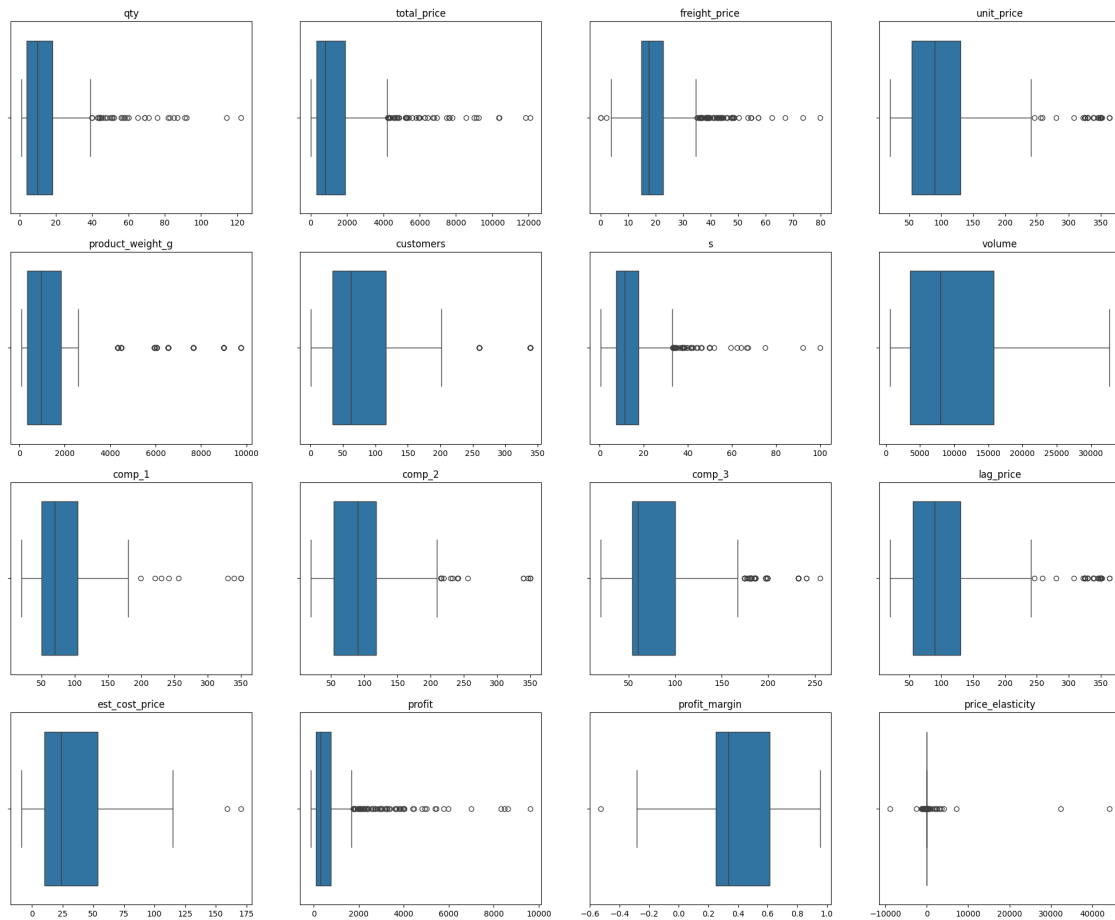 qty total_price freight_price unit_price
0 20 40 60 80 100 120 0 2000 4000 6000 8000 10000 12000 0 10 20 30 40 50 60 70 80 50 100 150 200 250 300 350
product_weight_g customers s volume
0 2000 4000 6000 8000 10000 0 50 100 150 200 250 300 350 0 20 40 60 80 100 0 5000 10000 15000 20000 25000 30000
comp_1 comp_2 comp_3 lag_price
50 100 150 200 250 300 350 50 100 150 200 250 300 350 50 100 150 200 250 50 100 150 200 250 300 350
est_cost_price profit profit_margin price_elasticity
0 25 50 75 100 125 150 175 0 2000 4000 6000 8000 10000 −0.6 −0.4 −0.2 0.0 0.2 0.4 0.6 0.8 1.0 −10000 0 10000 20000 30000 40000